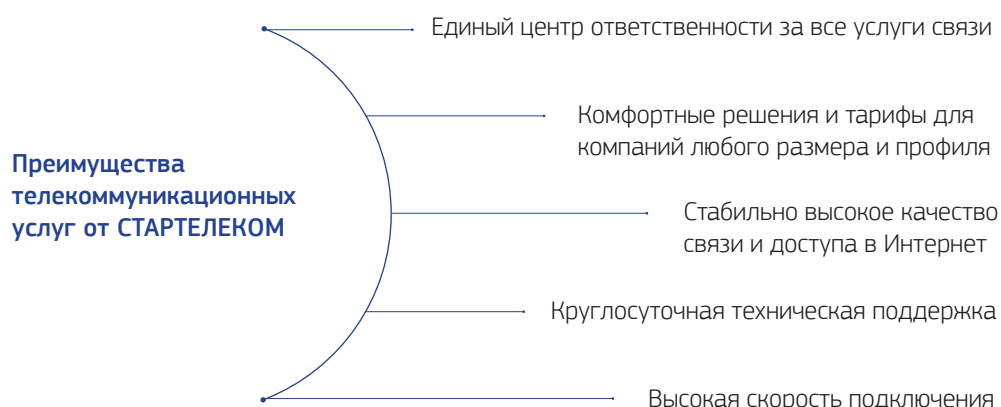 Единый центр ответственности за все услуги связи
Комфортные решения и тарифы для
компаний любого размера и профиля
Преимущества
телекоммуникационных
услуг от СТАРТЕЛЕКОМ
Стабильно высокое качество
связи и доступа в Интернет
Круглосуточная техническая поддержка
Высокая скорость подключения